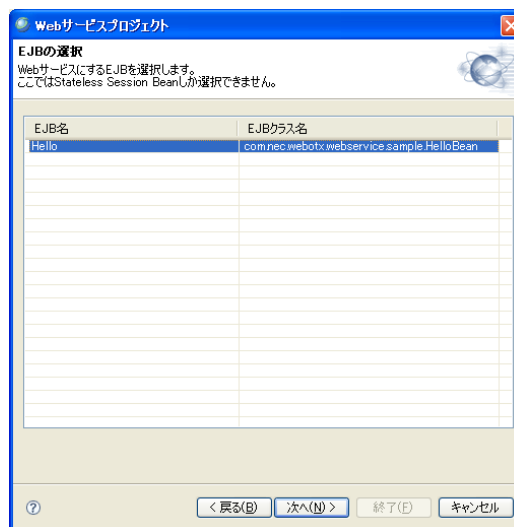 Webサービスプロジェクト
EJBの選択
WebサービスにするEJBを選択します。
ここではStateless Session Beanしか選択できません。
EJB名 EJBクラス名
Hello com.nec.webotx.webservice.sample.HelloBean
?
< 戻る(B) 次へ(N) > 終了(F) キャンセル